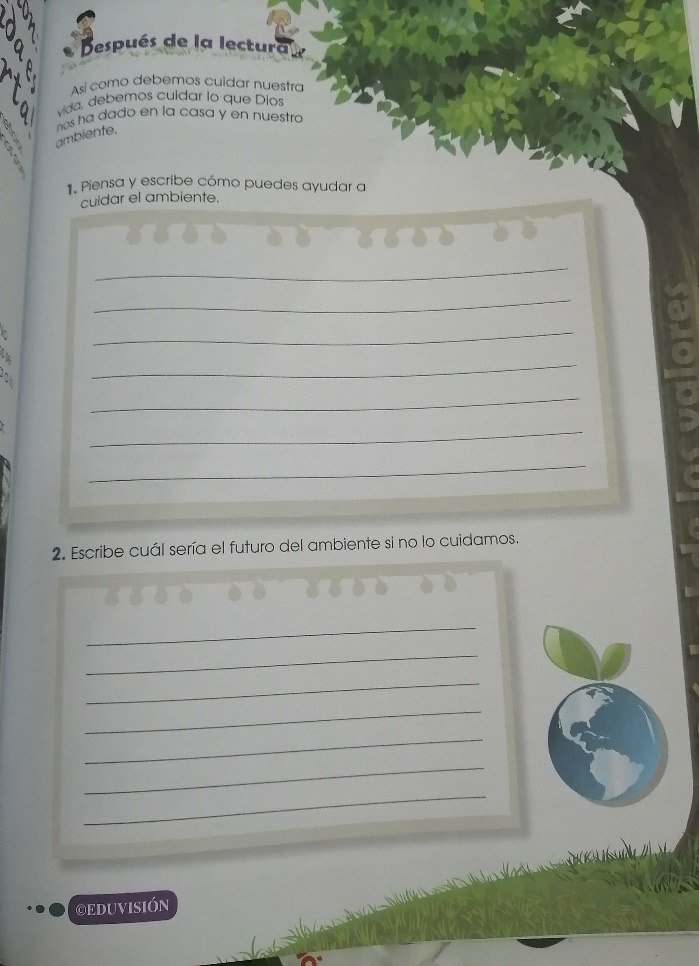 Después de la lectura
Así como debemos cuidar nuestra
vida, debemos cuidar lo que Dios
nos ha dado en la casa y en nuestro
ambiente.
1. Piensa y escribe cómo puedes ayudar a
cuidar el ambiente.
2. Escribe cuál sería el futuro del ambiente si no lo cuidamos.
©EDUVISIÓN
los valores